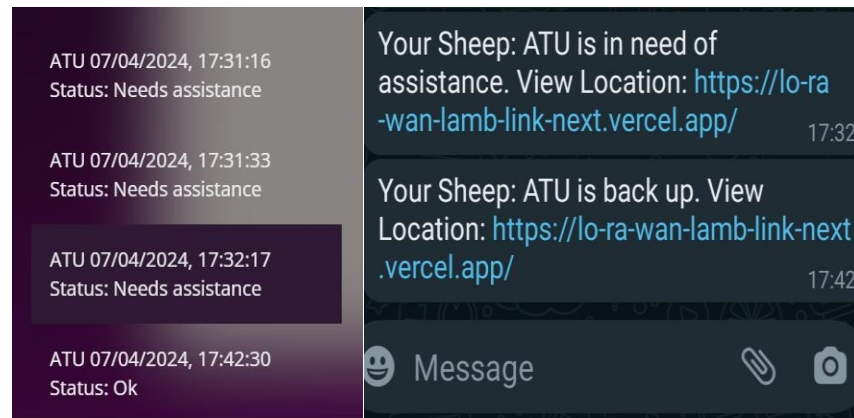 ATU 07/04/2024, 17:31:16
Status: Needs assistance
ATU 07/04/2024, 17:31:33
Status: Needs assistance
ATU 07/04/2024, 17:32:17
Status: Needs assistance
ATU 07/04/2024, 17:42:30
Status: Ok
Your Sheep: ATU is in need of
assistance. View Location: https://lo-ra
-wan-lamb-link-next.vercel.app/
17:32
Your Sheep: ATU is back up. View
Location: https://lo-ra-wan-lamb-link-next
.vercel.app/
17:42
Message